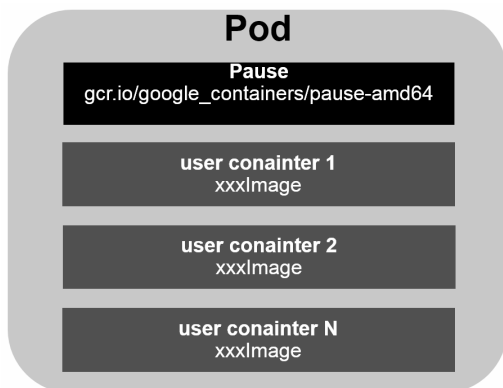 Pod
Pause
gcr.io/google_containers/pause-amd64
user conainter 1
xxxImage
user conainter 2
xxxImage
user conainter N
xxxImage